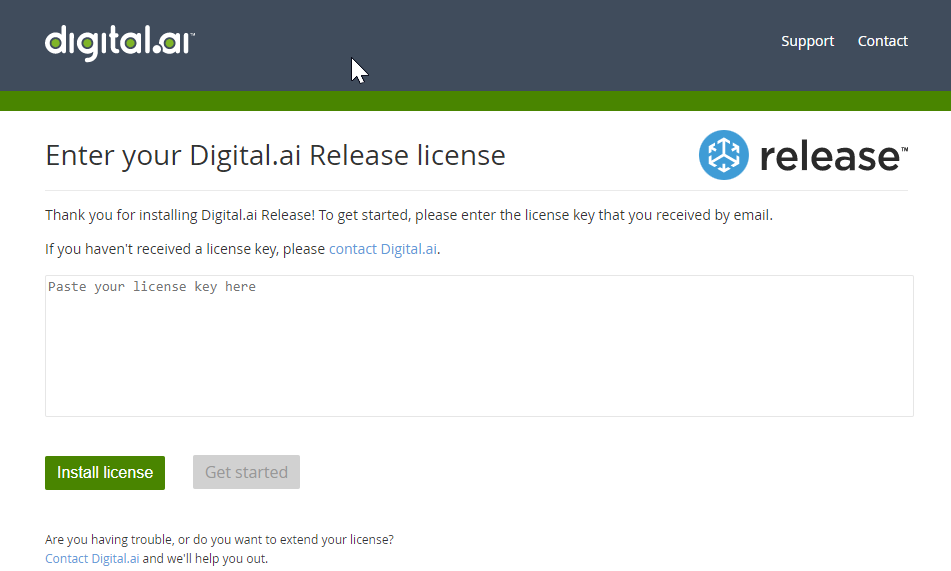 digital.ai™
Support Contact
Enter your Digital.ai Release license
release™
Thank you for installing Digital.ai Release! To get started, please enter the license key that you received by email.
If you haven't received a license key, please contact Digital.ai.
Paste your license key here
Install license
Get started
Are you having trouble, or do you want to extend your license?
Contact Digital.ai and we'll help you out.